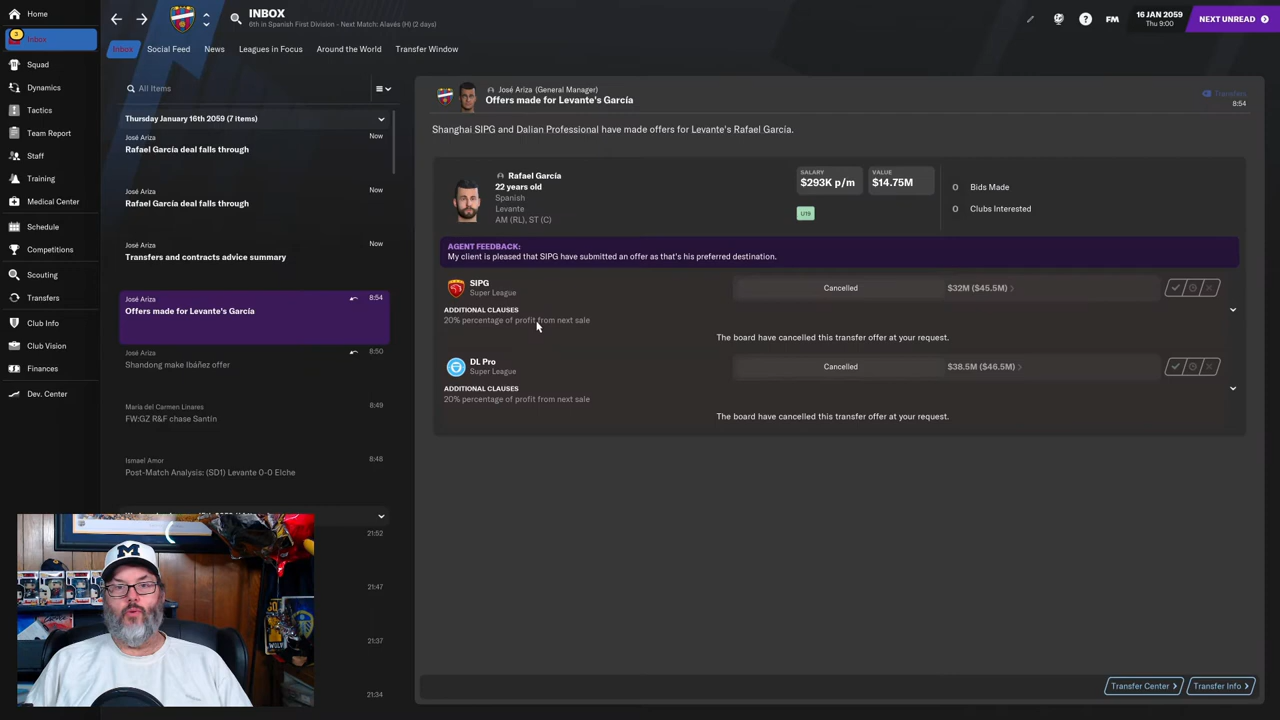 Home
INBOX
6th in Spanish First Division - Next Match: Alavés (H) (2 days)
FM
16 JAN 2059
Thu 9:00
NEXT UNREAD
3
Inbox
Squad
Dynamics
Tactics
Team Report
Staff
Training
Medical Center
Schedule
Competitions
Scouting
Transfers
Club Info
Club Vision
Finances
Dev. Center
Inbox
Social Feed
News
Leagues in Focus
Around the World
Transfer Window
All Items
Thursday January 16th 2059 (7 items)
José Ariza
Now
Rafael García deal falls through
José Ariza
Now
Rafael García deal falls through
José Ariza
Now
Transfers and contracts advice summary
José Ariza
8:54
Offers made for Levante's García
José Ariza
8:50
Shandong make Ibáñez offer
María del Carmen Linares
8:49
FW:GZ R&F chase Santín
Ismael Amor
8:48
Post-Match Analysis: (SD1) Levante 0-0 Elche
21:52
21:47
21:37
21:34
José Ariza (General Manager)
Offers made for Levante's García
Transfers
8:54
Shanghai SIPG and Dalian Professional have made offers for Levante's Rafael García.
Rafael García
22 years old
Spanish
Levante
AM (RL), ST (C)
SALARY
$293K p/m
VALUE
$14.75M
U19
0 Bids Made
0 Clubs Interested
AGENT FEEDBACK:
My client is pleased that SIPG have submitted an offer as that's his preferred destination.
SIPG
Super League
Cancelled
$32M ($45.5M)
ADDITIONAL CLAUSES
20% percentage of profit from next sale
The board have cancelled this transfer offer at your request.
DL Pro
Super League
Cancelled
$38.5M ($46.5M)
ADDITIONAL CLAUSES
20% percentage of profit from next sale
The board have cancelled this transfer offer at your request.
Transfer Center
Transfer Info
M